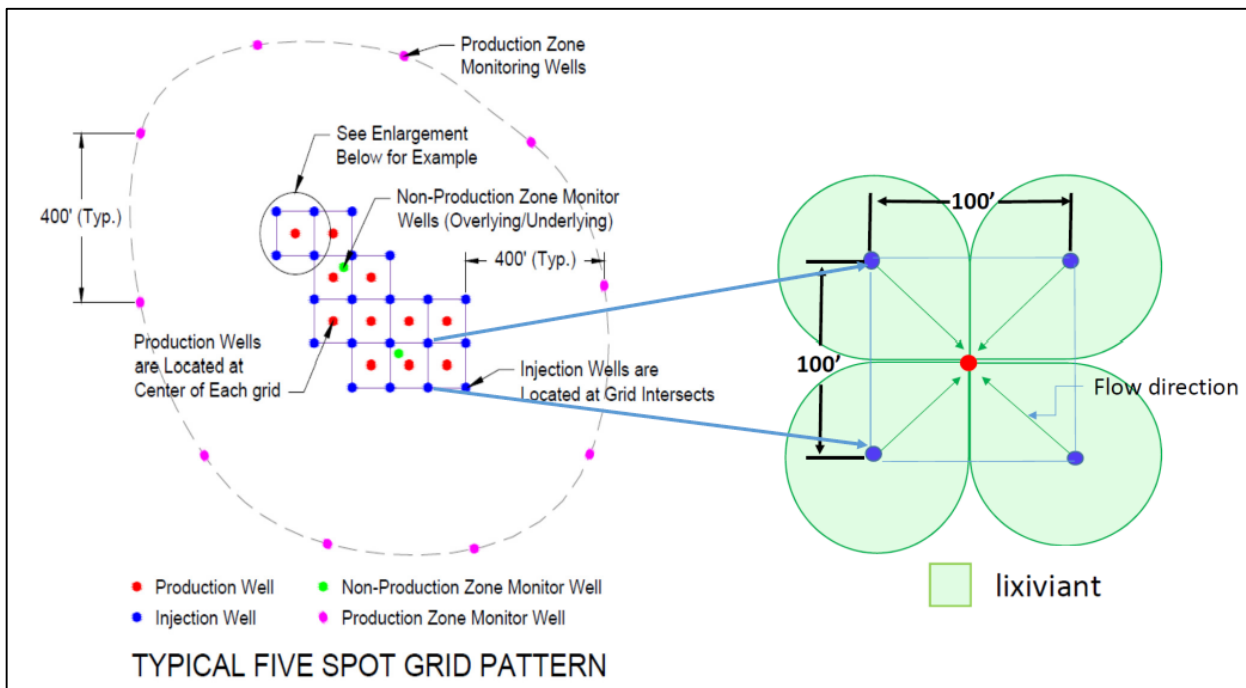 Production Zone
Monitoring Wells
See Enlargement
Below for Example
400' (Typ.)
Non-Production Zone Monitor
Wells (Overlying/Underlying)
400' (Typ.)
Production Wells
are Located at
Center of Each grid
Injection Wells are
Located at Grid Intersects
100'
100'
Flow direction
Production Well
Non-Production Zone Monitor Well
Injection Well
Production Zone Monitor Well
lixiviant
TYPICAL FIVE SPOT GRID PATTERN